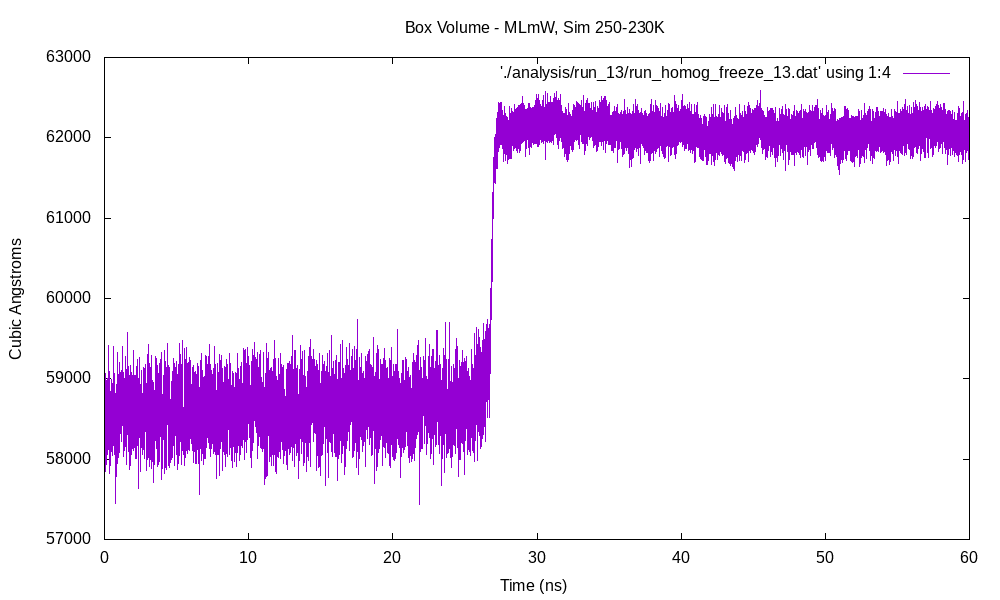 Box Volume - MLmW, Sim 250-230K
63000
'./analysis/run_13/run_homog_freeze_13.dat' using 1:4
62000
61000
60000
59000
58000
57000
Cubic Angstroms
0 10 20 30 40 50 60
Time (ns)